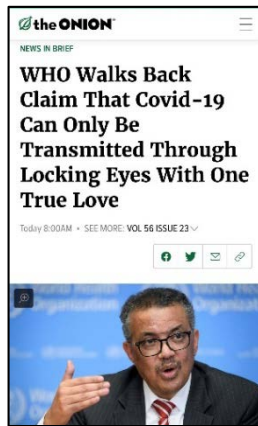 the ONION
NEWS IN BRIEF
WHO Walks Back
Claim That Covid-19
Can Only Be
Transmitted Through
Locking Eyes With One
True Love
Today 8:00AM • SEE MORE: VOL 56 ISSUE 23